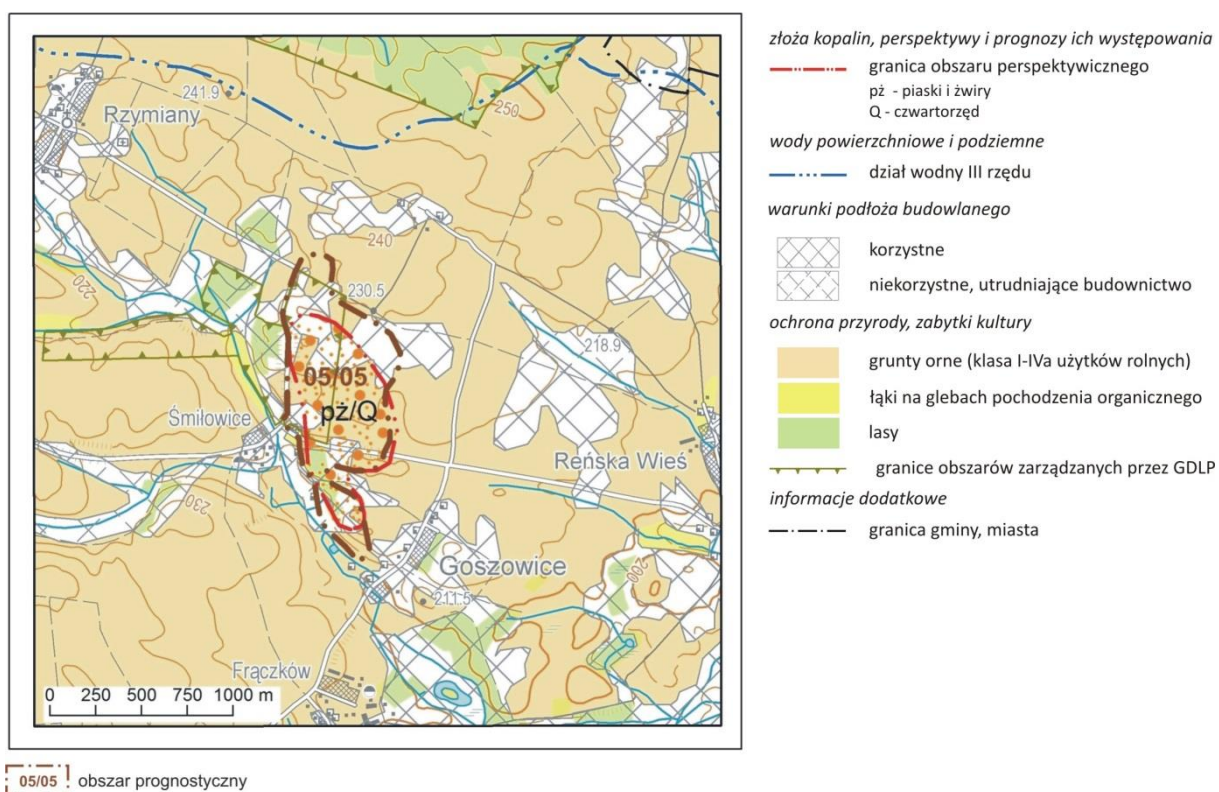 241.9
Rzymiany
250
240
220
230.5
218.9
05/05
pż/Q
Śmiłowice
Reńska Wieś
230
Goszowice
200
211.5
Frączków
0 250 500 750 1000 m
złoża kopalin, perspektywy i prognozy ich występowania
granica obszaru perspektywicznego
pż - piaski i żwiry
Q - czwartorzęd
wody powierzchniowe i podziemne
dział wodny III rzędu
warunki podłoża budowlanego
korzystne
niekorzystne, utrudniające budownictwo
ochrona przyrody, zabytki kultury
grunty orne (klasa I-IVa użytków rolnych)
łąki na glebach pochodzenia organicznego
lasy
granice obszarów zarządzanych przez GDLP
informacje dodatkowe
granica gminy, miasta
05/05 obszar prognostyczny